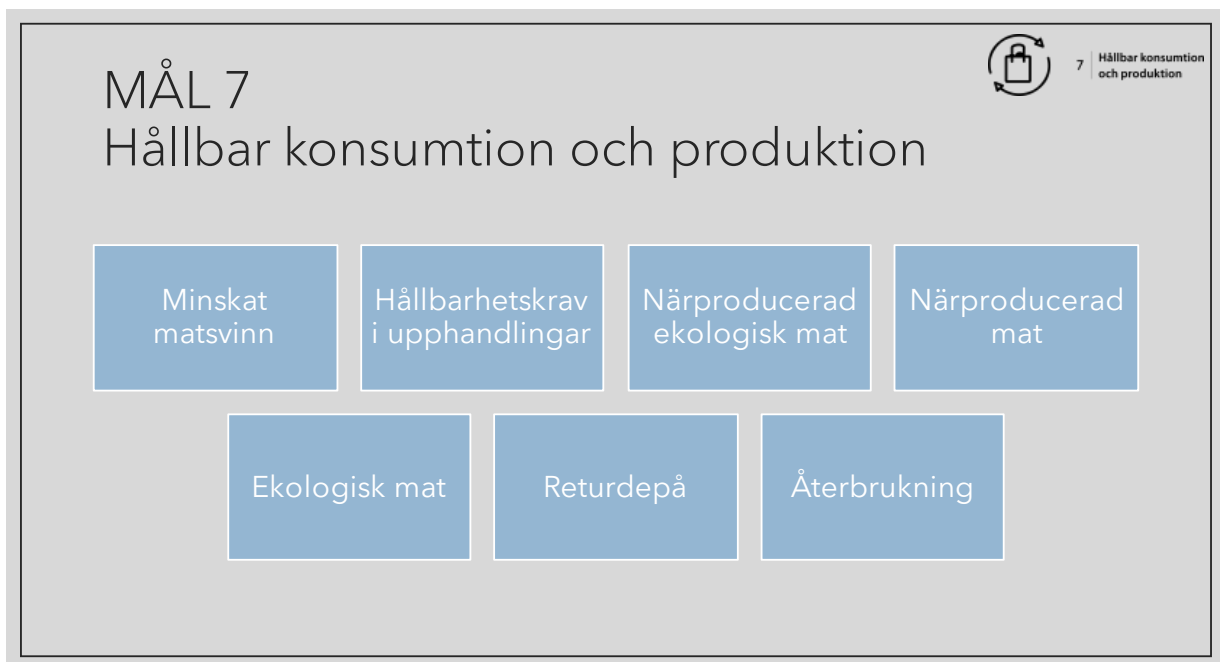 MÅL 7
Hållbar konsumtion och produktion
7
Hållbar konsumtion
och produktion
Minskat
matsvinn
Hållbarhetskrav
i upphandlingar
Närproducerad
ekologisk mat
Närproducerad
mat
Ekologisk mat
Returdepå
Återbrukning